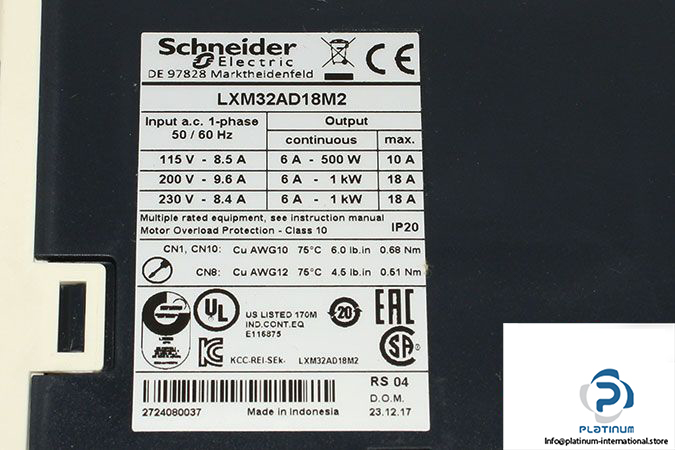 Schneider
Electric
DE 97828 Marktheidenfeld
CE
LXM32AD18M2
Input a.c. 1-phase
50 / 60 Hz
Output
continuous
max.
115 V - 8.5 A
6 A - 500 W
10 A
200 V - 9.6 A
6 A - 1 kW
18 A
230 V - 8.4 A
6 A - 1 kW
18 A
Multiple rated equipment, see instruction manual
Motor Overload Protection - Class 10
IP20
CN1, CN10: Cu AWG10 75°C 6.0 lb.in 0.68 Nm
CN8: Cu AWG12 75°C 4.5 lb.in 0.51 Nm
UL
US LISTED 170M
IND.CONT.EQ
E116875
20
EAC
KC
KCC-REI-SEk- LXM32AD18M2
SA
2724080037
Made in Indonesia
RS 04
D.O.M.
23.12.17
PLATINUM
Info@platinum-international.store